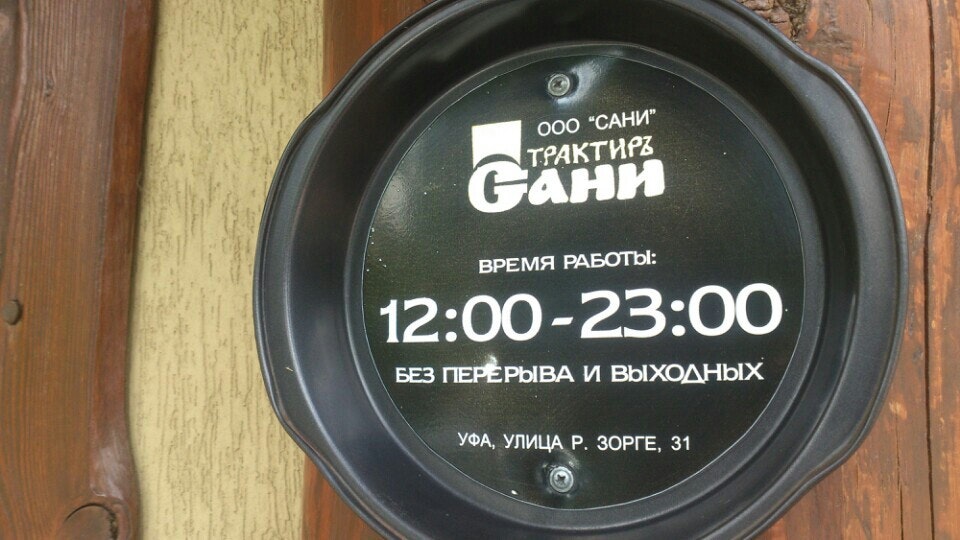 ООО "САНИ"
ТРАКТИРЪ
Сани
ВРЕМЯ РАБОТЫ:
12:00 - 23:00
БЕЗ ПЕРЕРЫВА И ВЫХОДНЫХ
УФА, УЛИЦА Р. ЗОРГЕ, 31